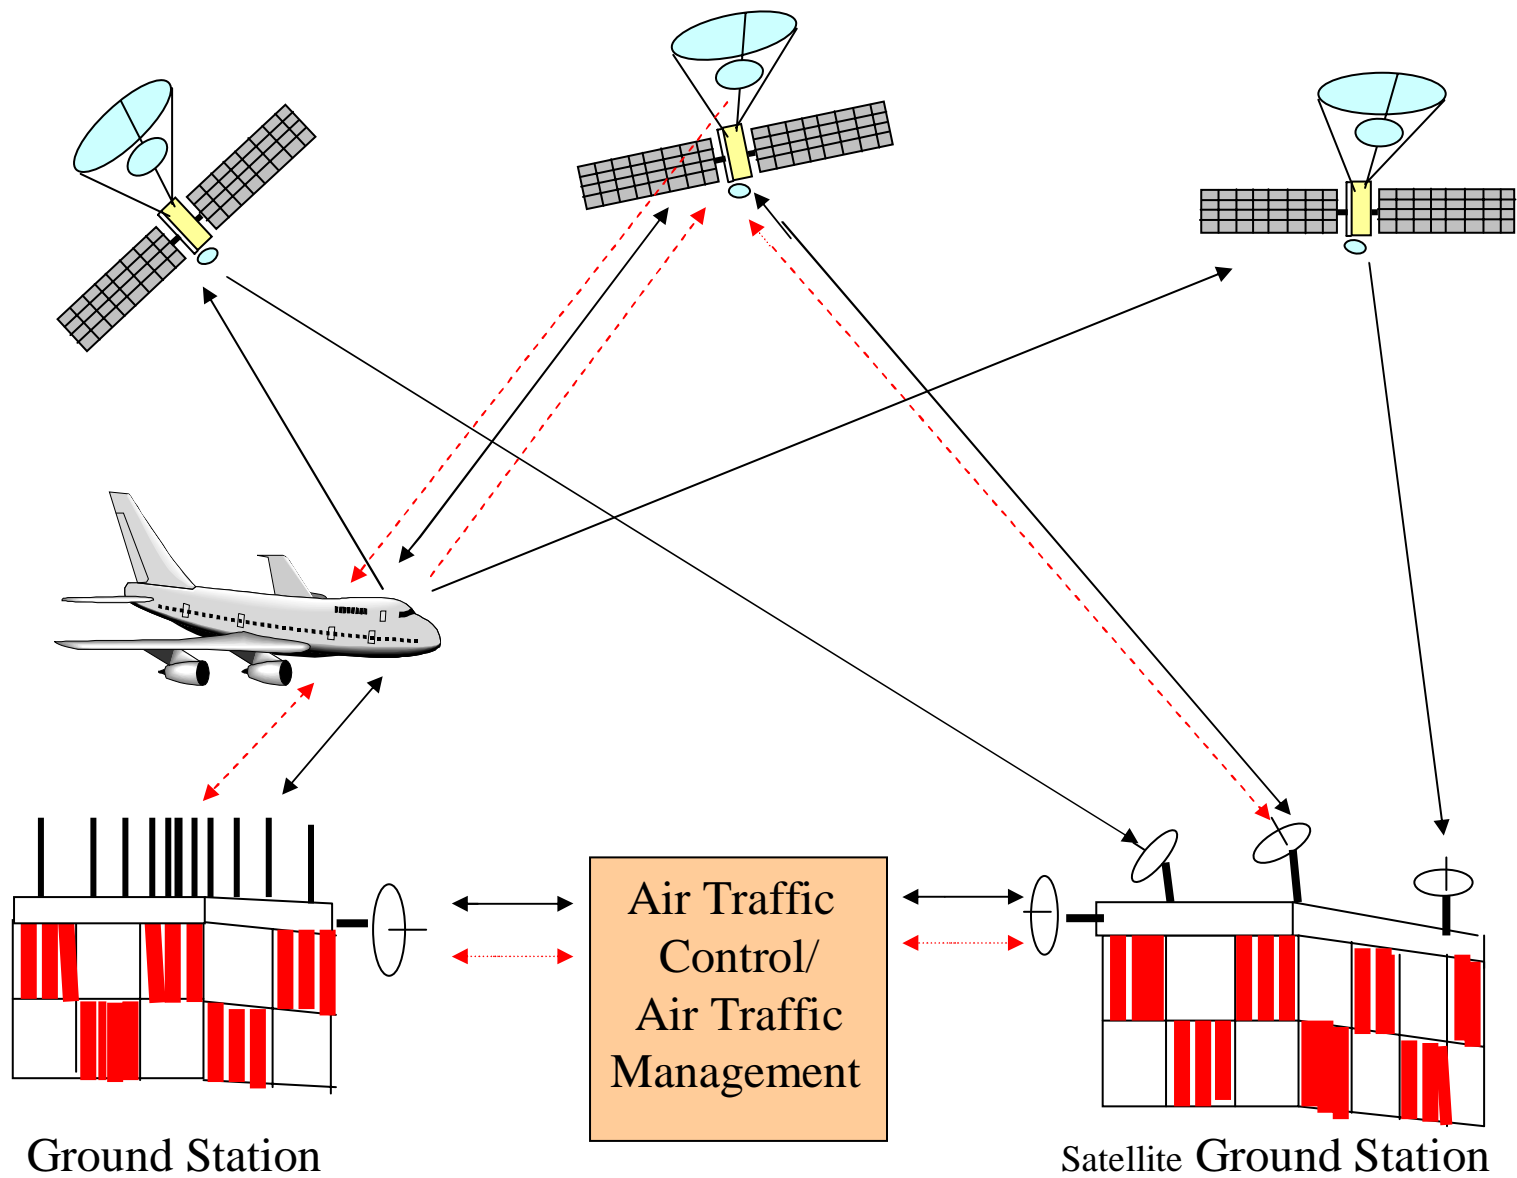 Air Traffic
Control/
Air Traffic
Management
Ground Station
Satellite Ground Station